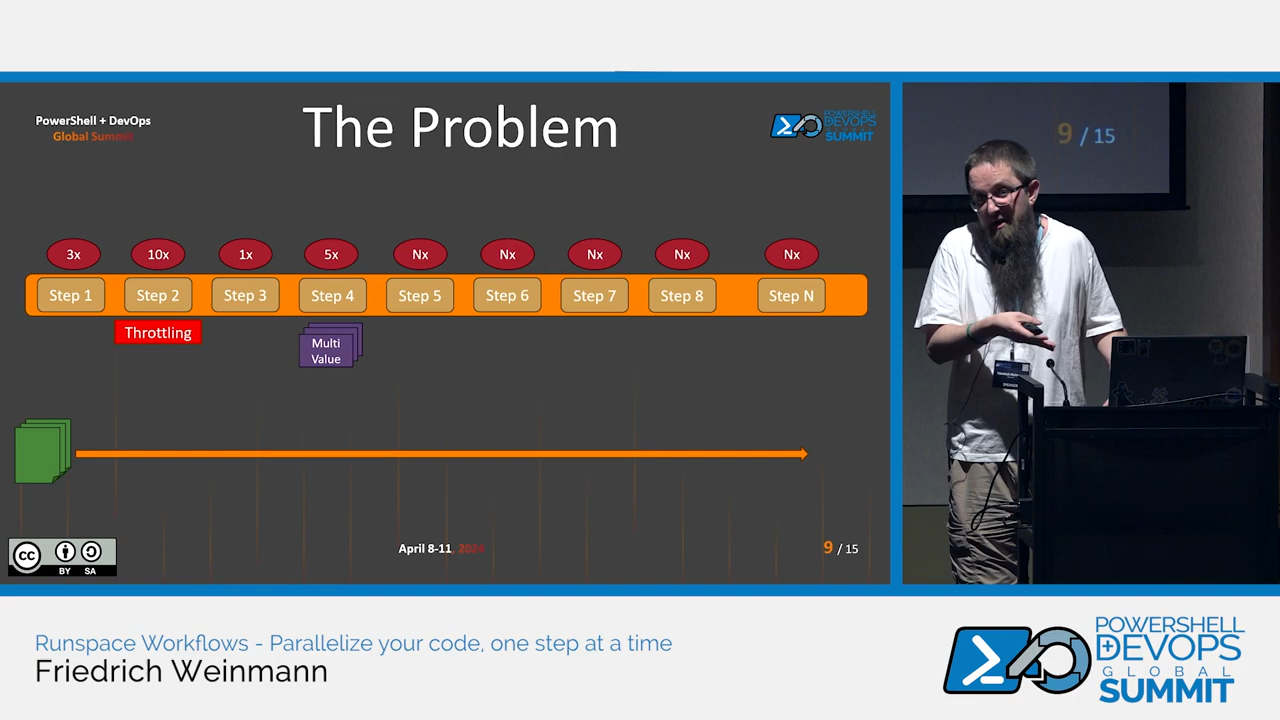 PowerShell + DevOps
Global Summit
The Problem
POWERSHELL
DEVOPS
GLOBAL
SUMMIT
9 / 15
3x
10x
1x
5x
Nx
Nx
Nx
Nx
Nx
Step 1
Step 2
Step 3
Step 4
Step 5
Step 6
Step 7
Step 8
Step N
Throttling
Multi
Value
cc
BY SA
April 8-11, 2024
9 / 15
SPEAKER
Runspace Workflows - Parallelize your code, one step at a time
Friedrich Weinmann
POWERSHELL
DEVOPS
GLOBAL
SUMMIT